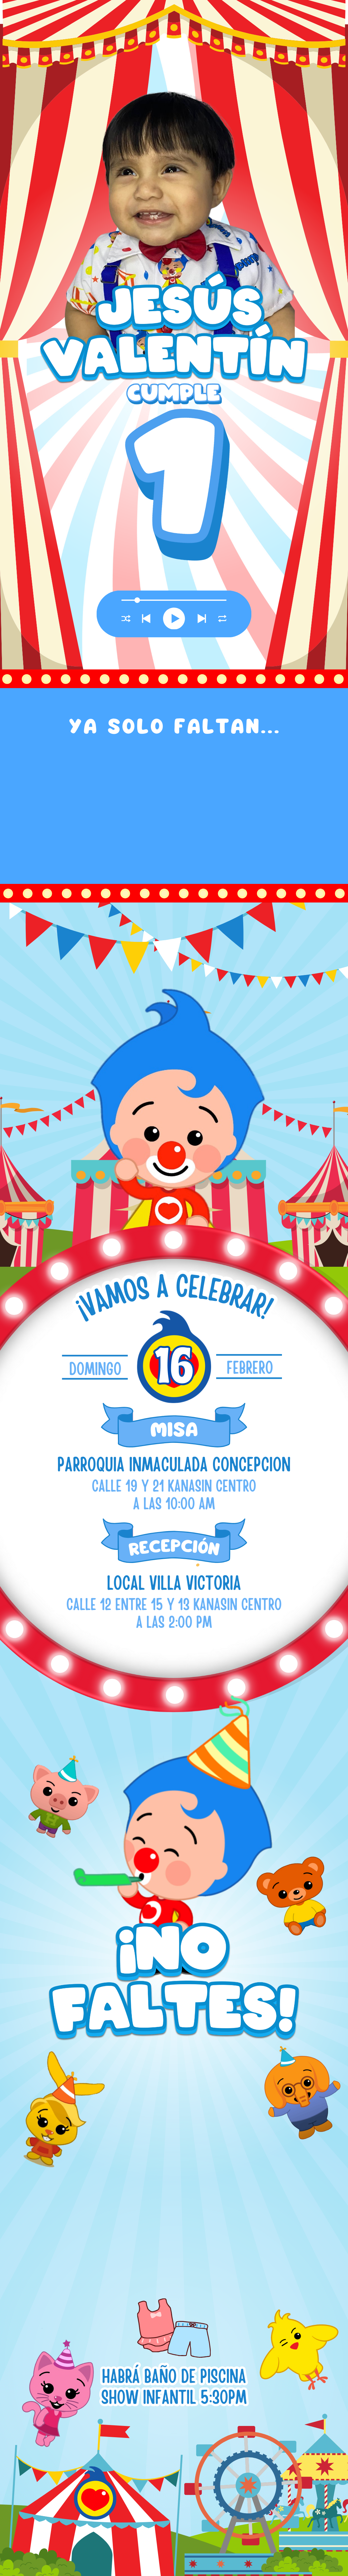 JESÚS
VALENTÍN
CUMPLE
1
YA SOLO FALTAN...
¡VAMOS A CELEBRAR!
DOMINGO
16
FEBRERO
MISA
PARROQUIA INMACULADA CONCEPCION
CALLE 19 Y 21 KANASIN CENTRO
A LAS 10:00 AM
RECEPCIÓN
LOCAL VILLA VICTORIA
CALLE 12 ENTRE 15 Y 13 KANASIN CENTRO
A LAS 2:00 PM
¡NO
FALTES!
HABRÁ BAÑO DE PISCINA
SHOW INFANTIL 5:30PM